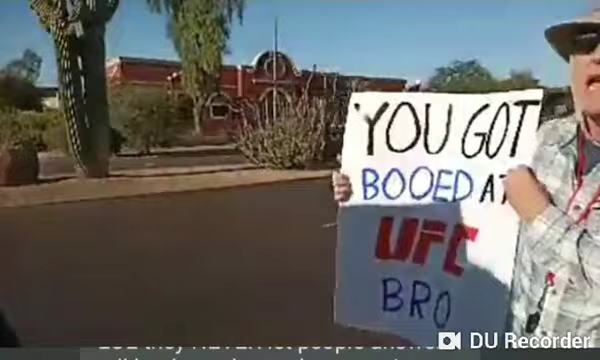 YOU GOT
BOOED AT
UFC
BRO
DU Recorder